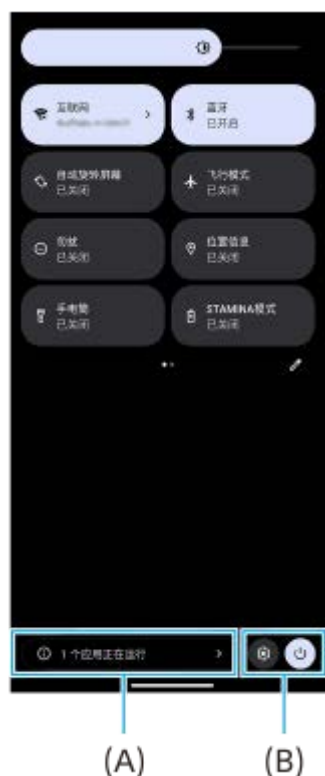 互联网
蓝牙
已开启
自动旋转屏幕
已关闭
飞行模式
已关闭
勿扰
已关闭
位置信息
已关闭
手电筒
已关闭
STAMINA模式
已关闭
1 个应用正在运行
(A)
(B)